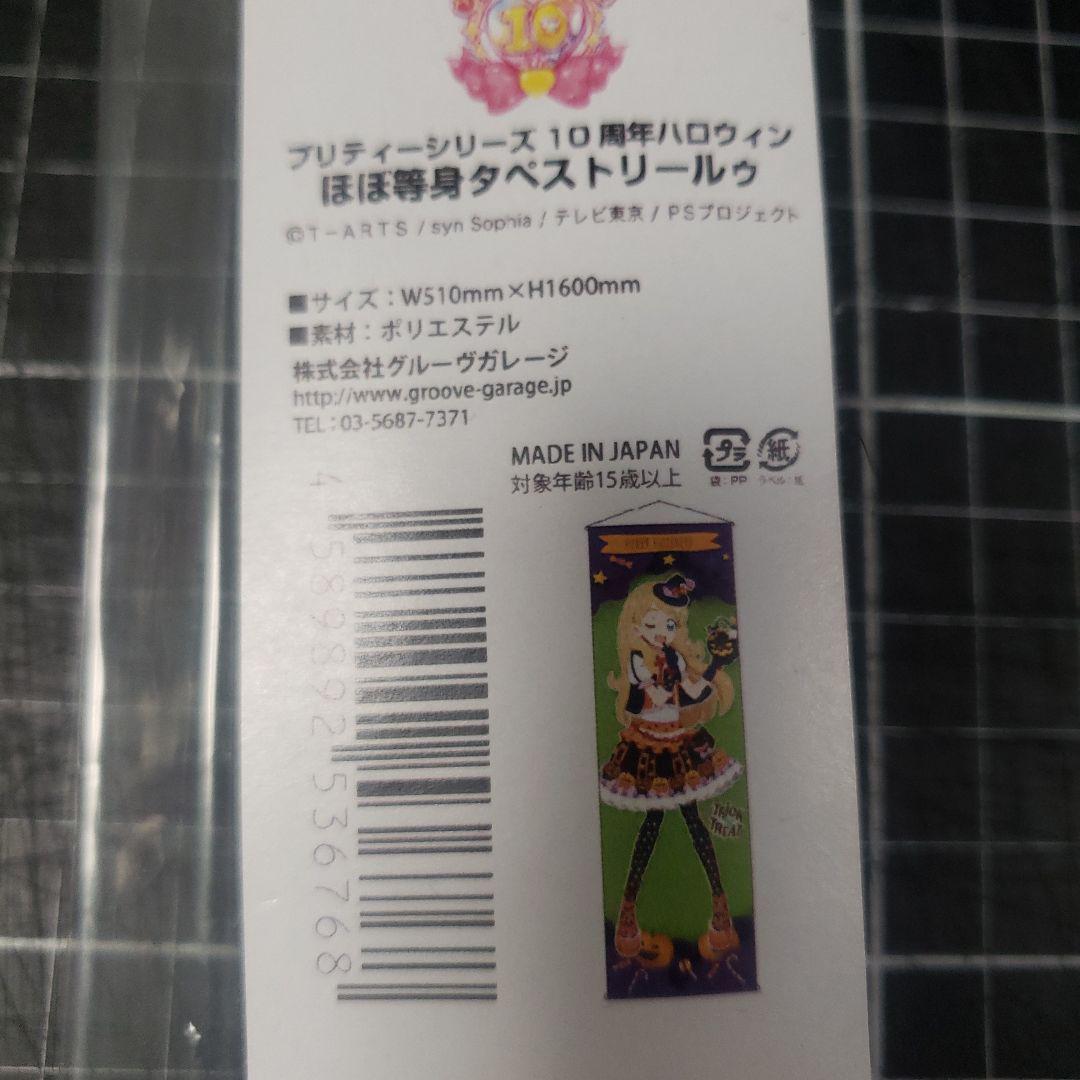 10
プリティーシリーズ 10 周年ハロウィン
ほぼ等身タペストリールゥ
©T-ARTS / syn Sophia / テレビ東京 / PSプロジェクト
■サイズ：W510mm×H1600mm
■素材：ポリエステル
株式会社グルーヴガレージ
http://www.groove-garage.jp
TEL：03-5687-7371
MADE IN JAPAN
対象年齢15歳以上
プラ
紙
袋：PP
ラベル：紙
4 589892 536768
TRICK
TREAT